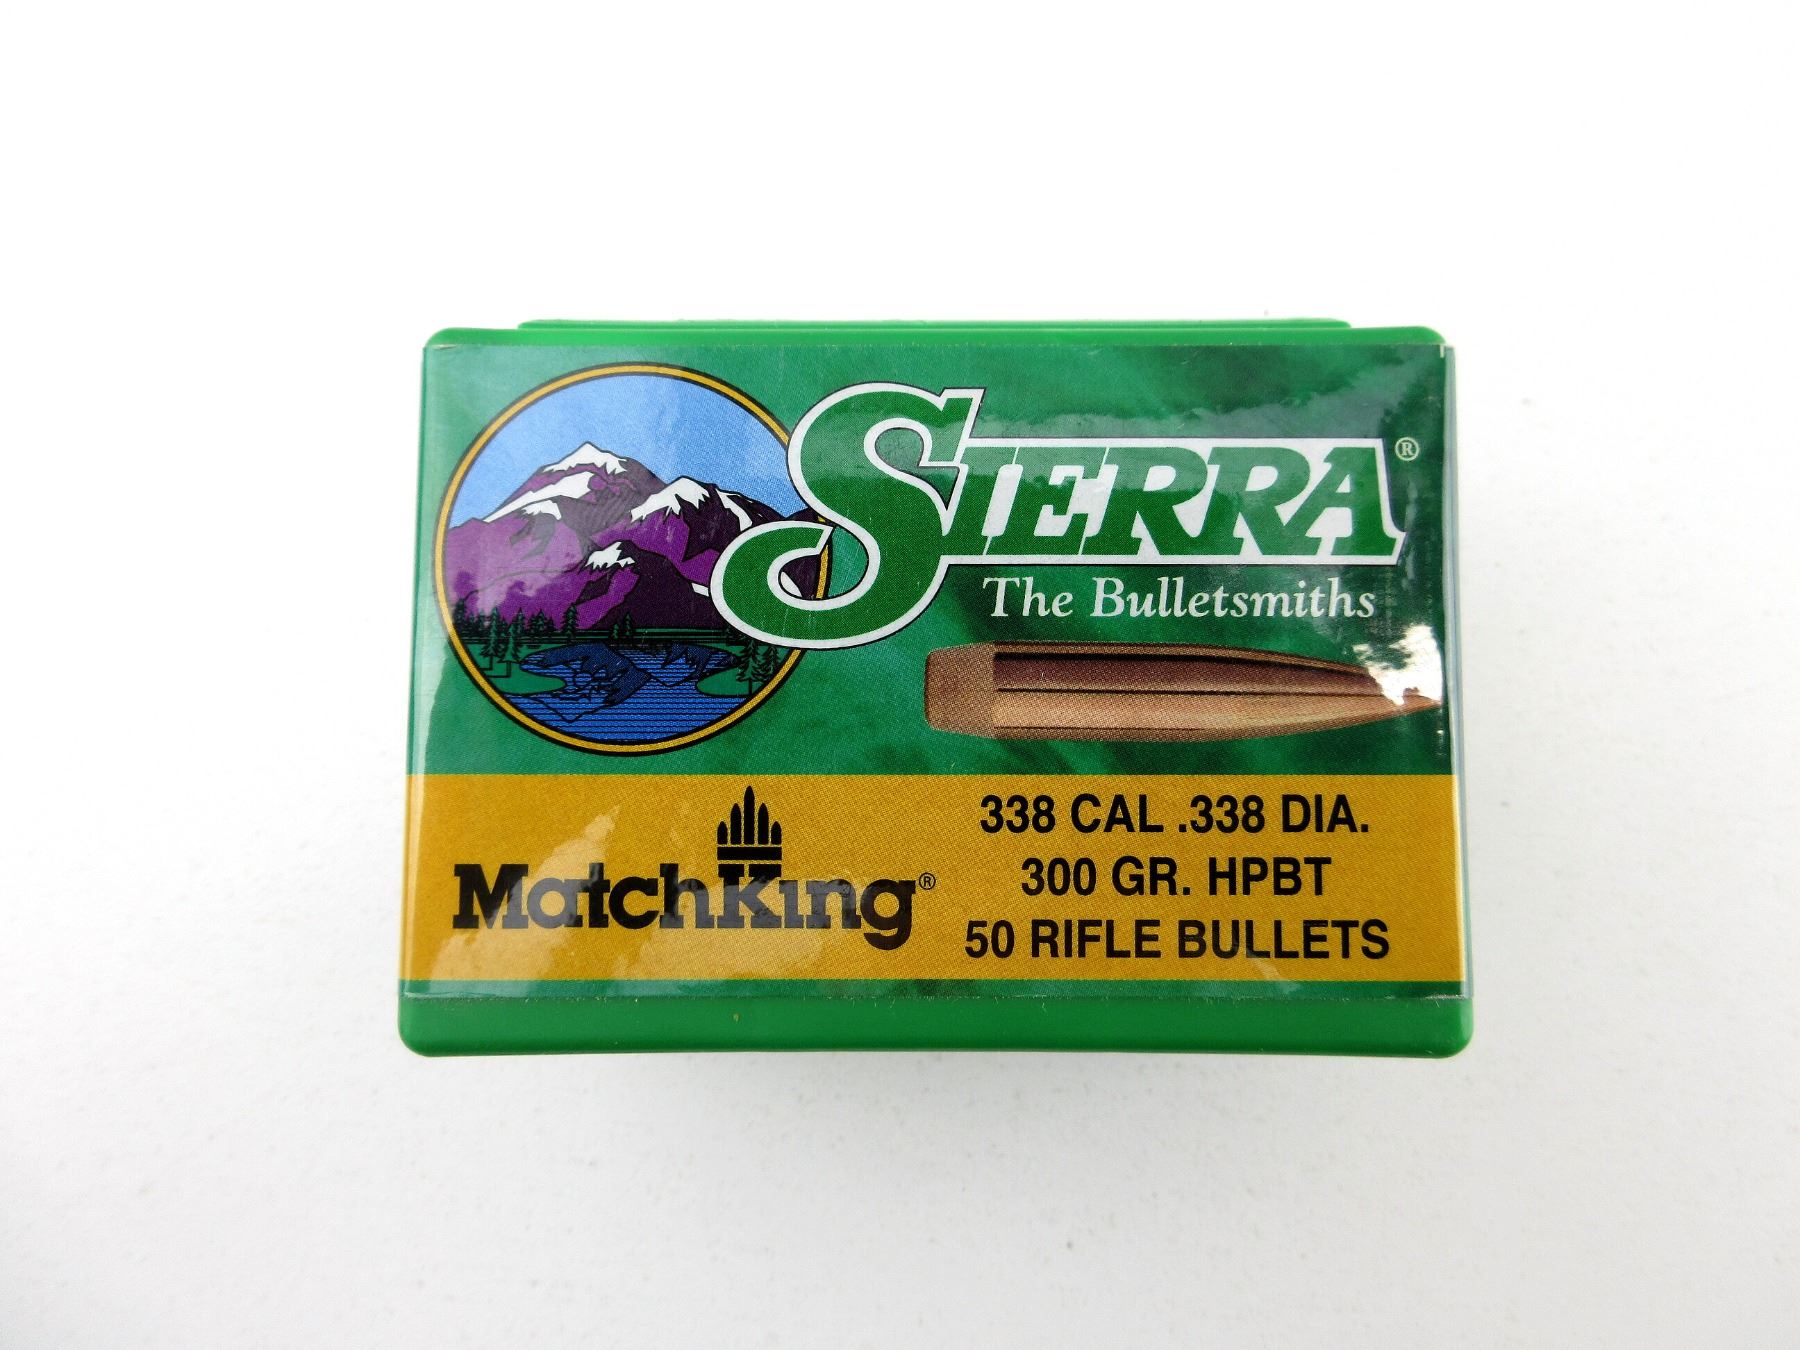 SIERRA®
The Bulletsmiths
MatchKing®
338 CAL .338 DIA.
300 GR. HPBT
50 RIFLE BULLETS